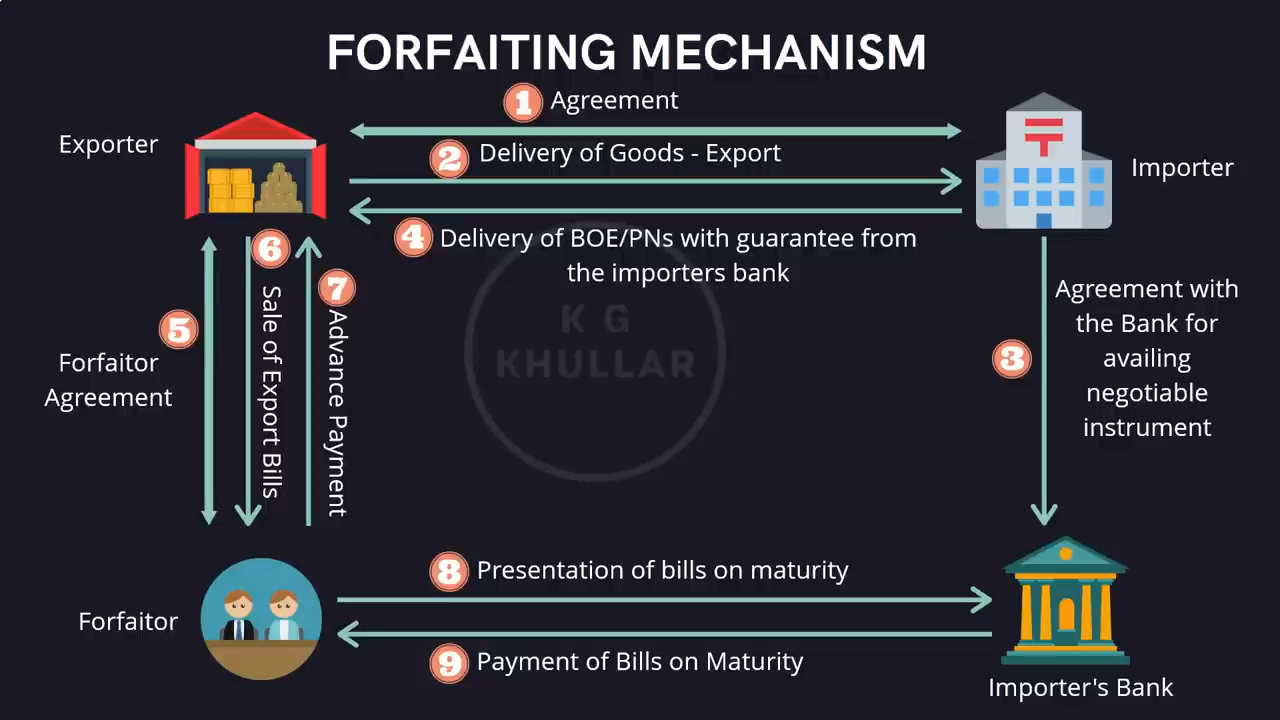 FORFAITING MECHANISM
1 Agreement
Exporter
2 Delivery of Goods - Export
Importer
4 Delivery of BOE/PNs with guarantee from
the importers bank
6 Sale of Export Bills
7 Advance Payment
5
Forfaitor
Agreement
K G
KHULLAR
3
Agreement with
the Bank for
availing
negotiable
instrument
8 Presentation of bills on maturity
Forfaitor
9 Payment of Bills on Maturity
Importer's Bank